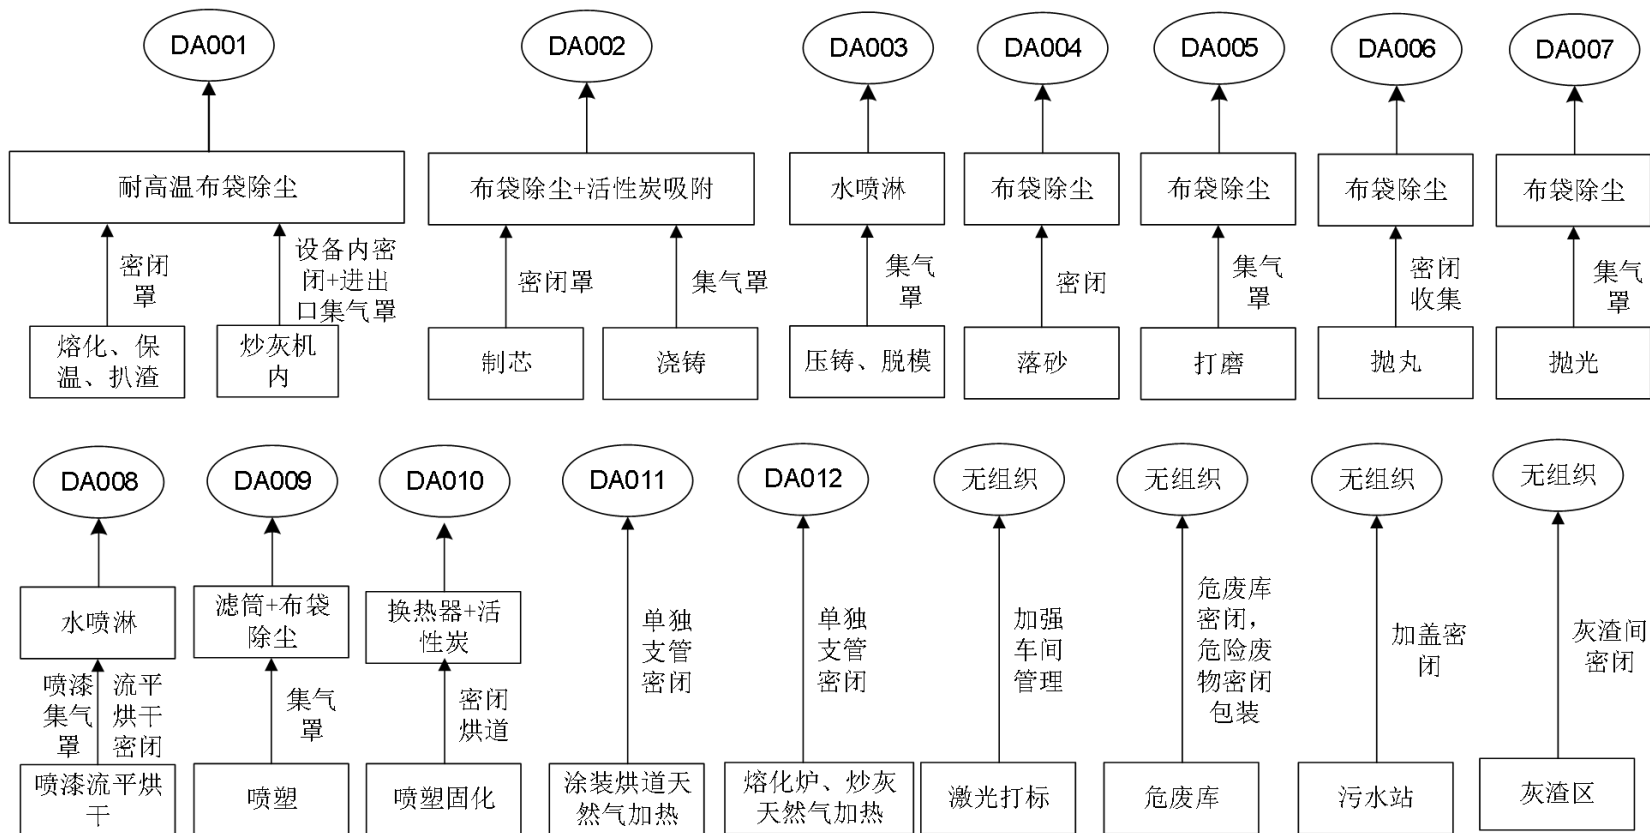 DA001
DA002
DA003
DA004
DA005
DA006
DA007
耐高温布袋除尘
布袋除尘+活性炭吸附
水喷淋
布袋除尘
布袋除尘
布袋除尘
布袋除尘
密闭
罩
设备内密
闭+进出
口集气罩
密闭罩
集气罩
集气
罩
密闭
集气
罩
密闭
收集
集气
罩
熔化、保
温、扒渣
炒灰机
内
制芯
浇铸
压铸、脱模
落砂
打磨
抛丸
抛光
DA008
DA009
DA010
DA011
DA012
无组织
无组织
无组织
无组织
水喷淋
滤筒+布袋
除尘
换热器+活
性炭
喷漆
集气
罩
流平
烘干
密闭
集气
罩
密闭
烘道
单独
支管
密闭
单独
支管
密闭
加强
车间
管理
危废库
密闭，
危险废
物密闭
包装
加盖密
闭
灰渣间
密闭
喷漆流平烘
干
喷塑
喷塑固化
涂装烘道天
然气加热
熔化炉、炒灰
天然气加热
激光打标
危废库
污水站
灰渣区